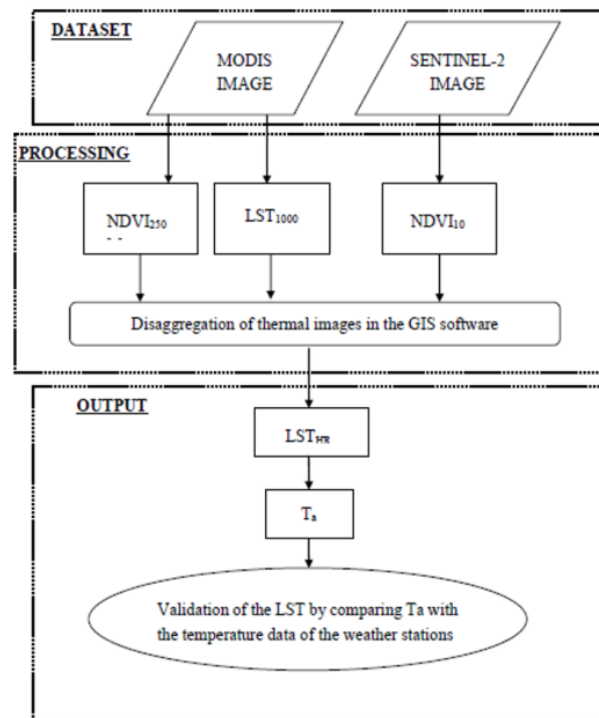 DATASET
MODIS
IMAGE
SENTINEL-2
IMAGE
PROCESSING
NDVI250
- -
LST1000
NDVI10
Disaggregation of thermal images in the GIS software
OUTPUT
LSTHR
Ta
Validation of the LST by comparing Ta with
the temperature data of the weather stations